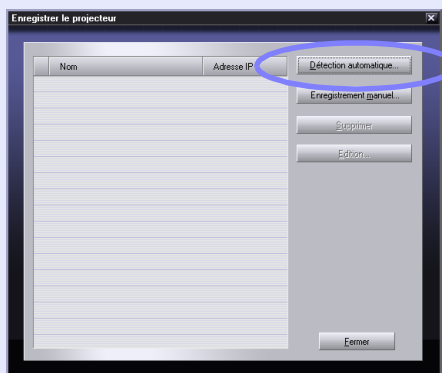 Enregistrer le projecteur
Nom Adresse IP
Détection automatique...
Enregistrement manuel...
Supprimer
Edition...
Fermer